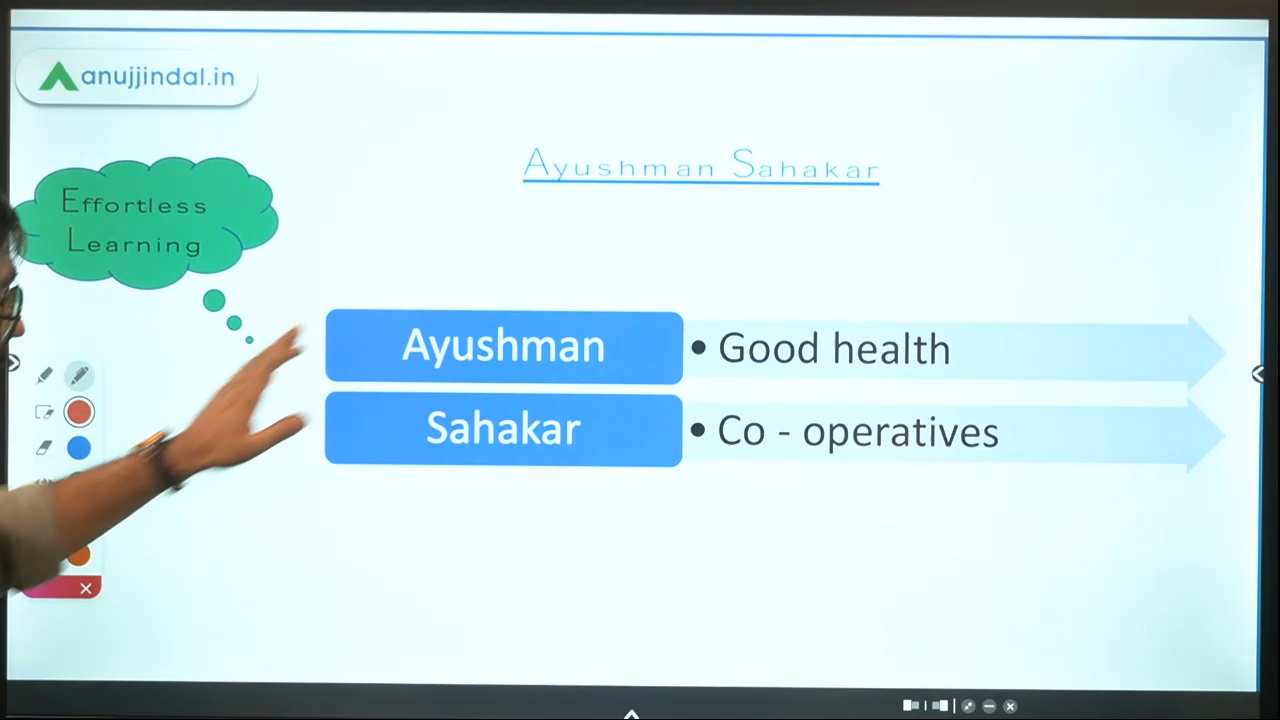 anujjindal.in
Ayushman Sahakar
Effortless
Learning
Ayushman
• Good health
Sahakar
• Co - operatives